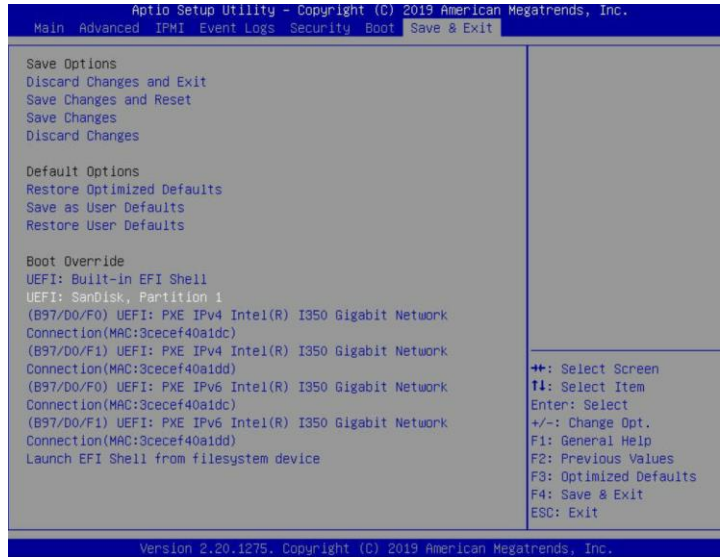 Aptio Setup Utility – Copyright (C) 2019 American Megatrends, Inc.
Main Advanced IPMI Event Logs Security Boot Save & Exit
Save Options
Discard Changes and Exit
Save Changes and Reset
Save Changes
Discard Changes
Default Options
Restore Optimized Defaults
Save as User Defaults
Restore User Defaults
Boot Override
UEFI: Built-in EFI Shell
UEFI: SanDisk, Partition 1
(B97/D0/F0) UEFI: PXE IPv4 Intel(R) I350 Gigabit Network
Connection(MAC:3cecef40a1dc)
(B97/D0/F1) UEFI: PXE IPv4 Intel(R) I350 Gigabit Network
Connection(MAC:3cecef40a1dd)
(B97/D0/F0) UEFI: PXE IPv6 Intel(R) I350 Gigabit Network
Connection(MAC:3cecef40a1dc)
(B97/D0/F1) UEFI: PXE IPv6 Intel(R) I350 Gigabit Network
Connection(MAC:3cecef40a1dd)
Launch EFI Shell from filesystem device
→←: Select Screen
↑↓: Select Item
Enter: Select
+/-: Change Opt.
F1: General Help
F2: Previous Values
F3: Optimized Defaults
F4: Save & Exit
ESC: Exit
Version 2.20.1275. Copyright (C) 2019 American Megatrends, Inc.